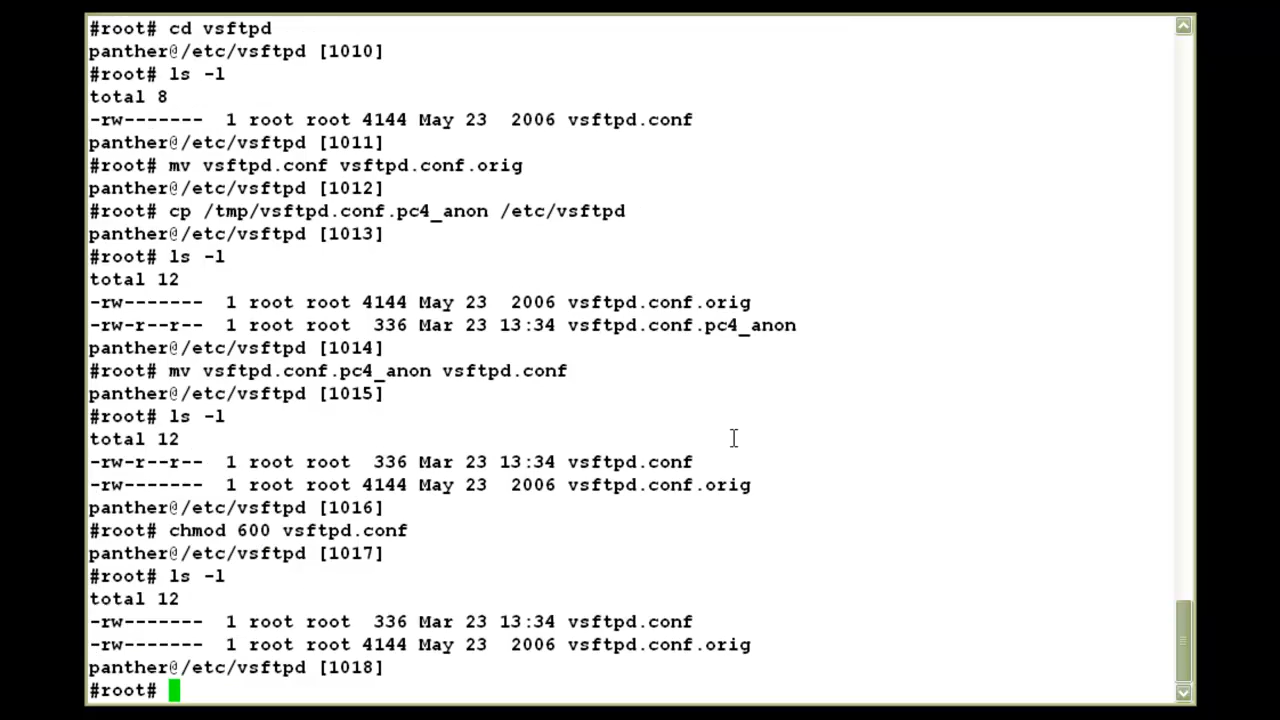 #root# cd vsftpd
panther@/etc/vsftpd [1010]
#root# ls -l
total 8
-rw-------  1 root root 4144 May 23  2006 vsftpd.conf
panther@/etc/vsftpd [1011]
#root# mv vsftpd.conf vsftpd.conf.orig
panther@/etc/vsftpd [1012]
#root# cp /tmp/vsftpd.conf.pc4_anon /etc/vsftpd
panther@/etc/vsftpd [1013]
#root# ls -l
total 12
-rw-------  1 root root 4144 May 23  2006 vsftpd.conf.orig
-rw-r--r--  1 root root  336 Mar 23 13:34 vsftpd.conf.pc4_anon
panther@/etc/vsftpd [1014]
#root# mv vsftpd.conf.pc4_anon vsftpd.conf
panther@/etc/vsftpd [1015]
#root# ls -l
total 12
-rw-r--r--  1 root root  336 Mar 23 13:34 vsftpd.conf
-rw-------  1 root root 4144 May 23  2006 vsftpd.conf.orig
panther@/etc/vsftpd [1016]
#root# chmod 600 vsftpd.conf
panther@/etc/vsftpd [1017]
#root# ls -l
total 12
-rw-------  1 root root  336 Mar 23 13:34 vsftpd.conf
-rw-------  1 root root 4144 May 23  2006 vsftpd.conf.orig
panther@/etc/vsftpd [1018]
#root#